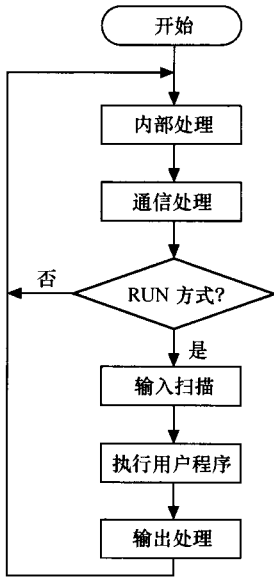 开始
内部处理
通信处理
RUN 方式?
否
是
输入扫描
执行用户程序
输出处理